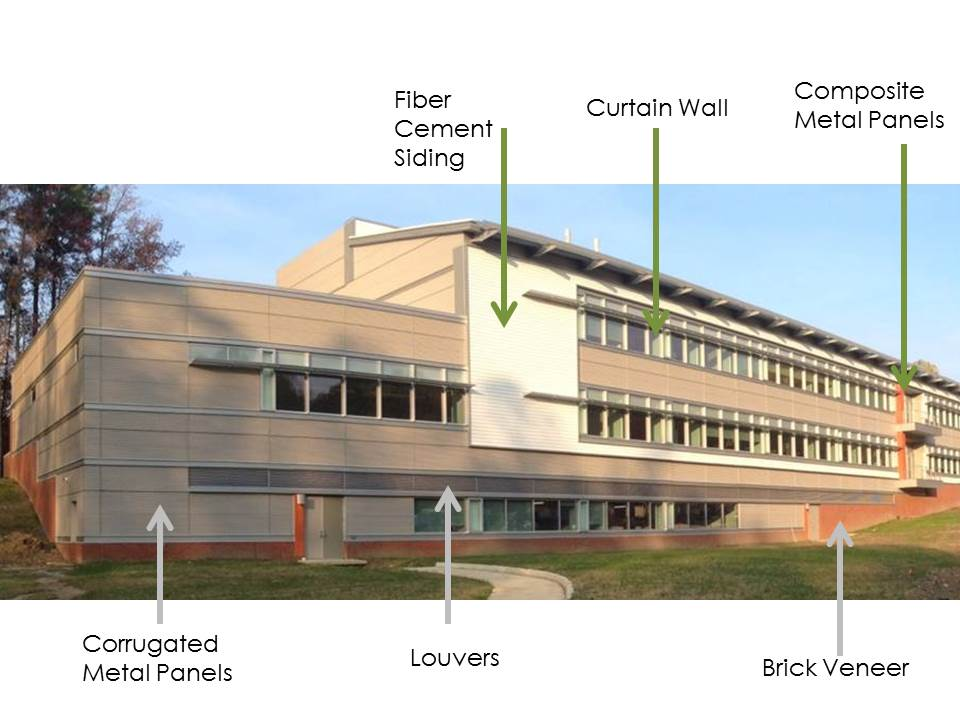 Fiber
Cement
Siding
Curtain Wall
Composite
Metal Panels
Corrugated
Metal Panels
Louvers
Brick Veneer